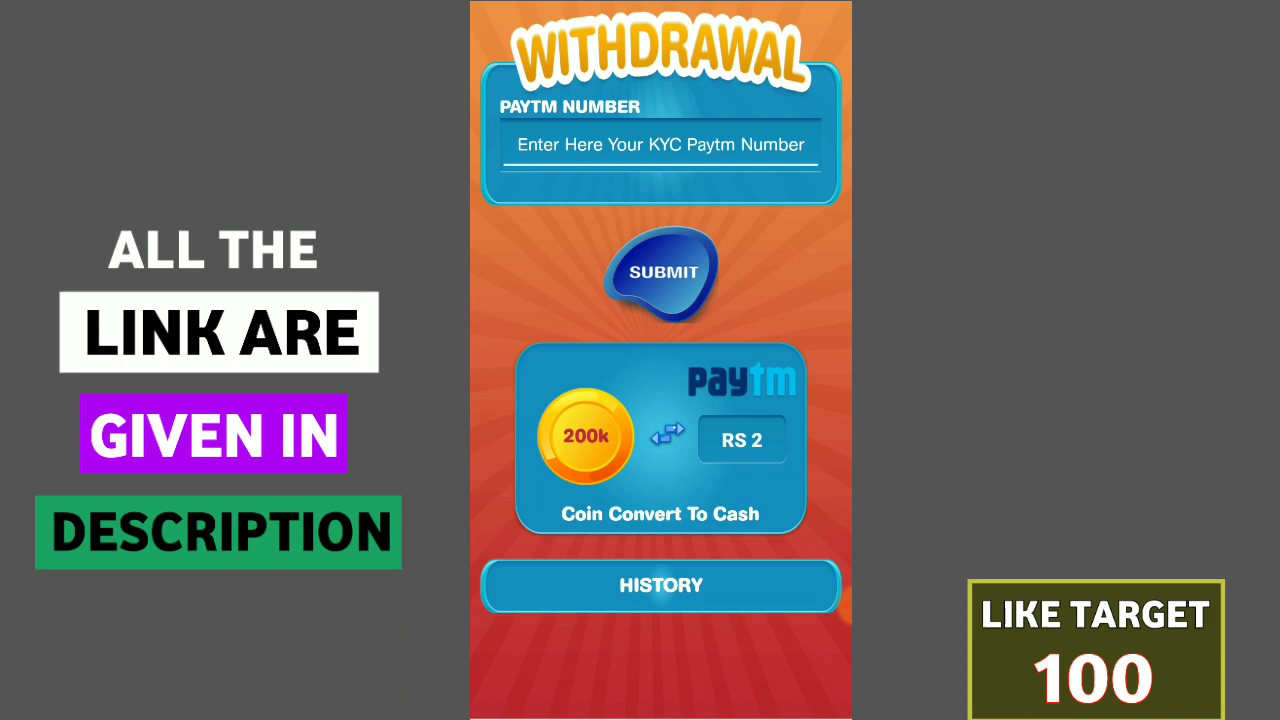 ALL THE
LINK ARE
GIVEN IN
DESCRIPTION
WITHDRAWAL
PAYTM NUMBER
Enter Here Your KYC Paytm Number
SUBMIT
paytm
200k
RS 2
Coin Convert To Cash
HISTORY
LIKE TARGET
100